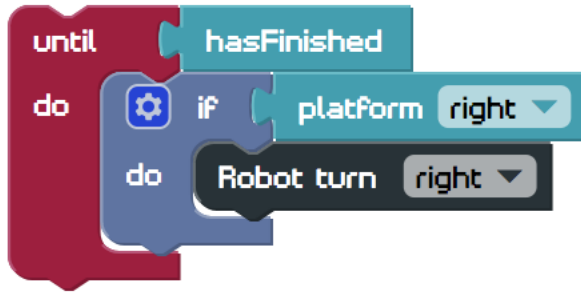 until hasFinished
do if platform right
do Robot turn right